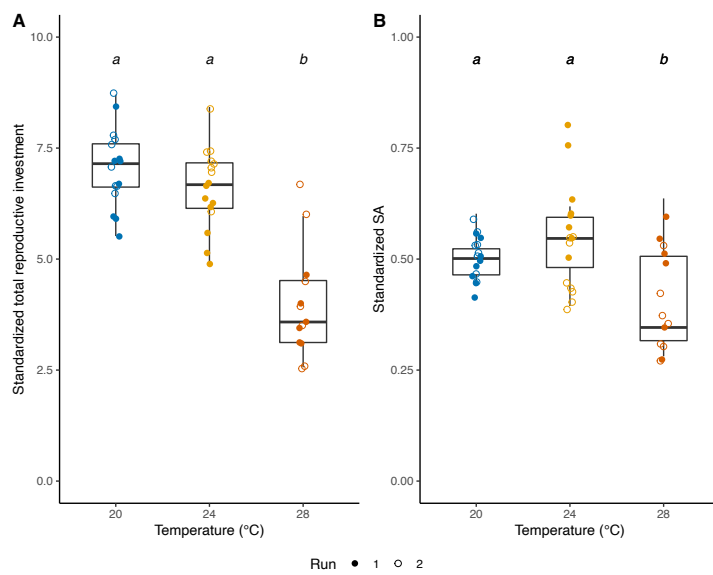 A
B
10.0
7.5
5.0
2.5
0.0
Standardized total reproductive investment
a
a
b
20
24
28
Temperature (°C)
1.00
0.75
0.50
0.25
0.00
Standardized SA
a
a
b
20
24
28
Temperature (°C)
Run 1 2